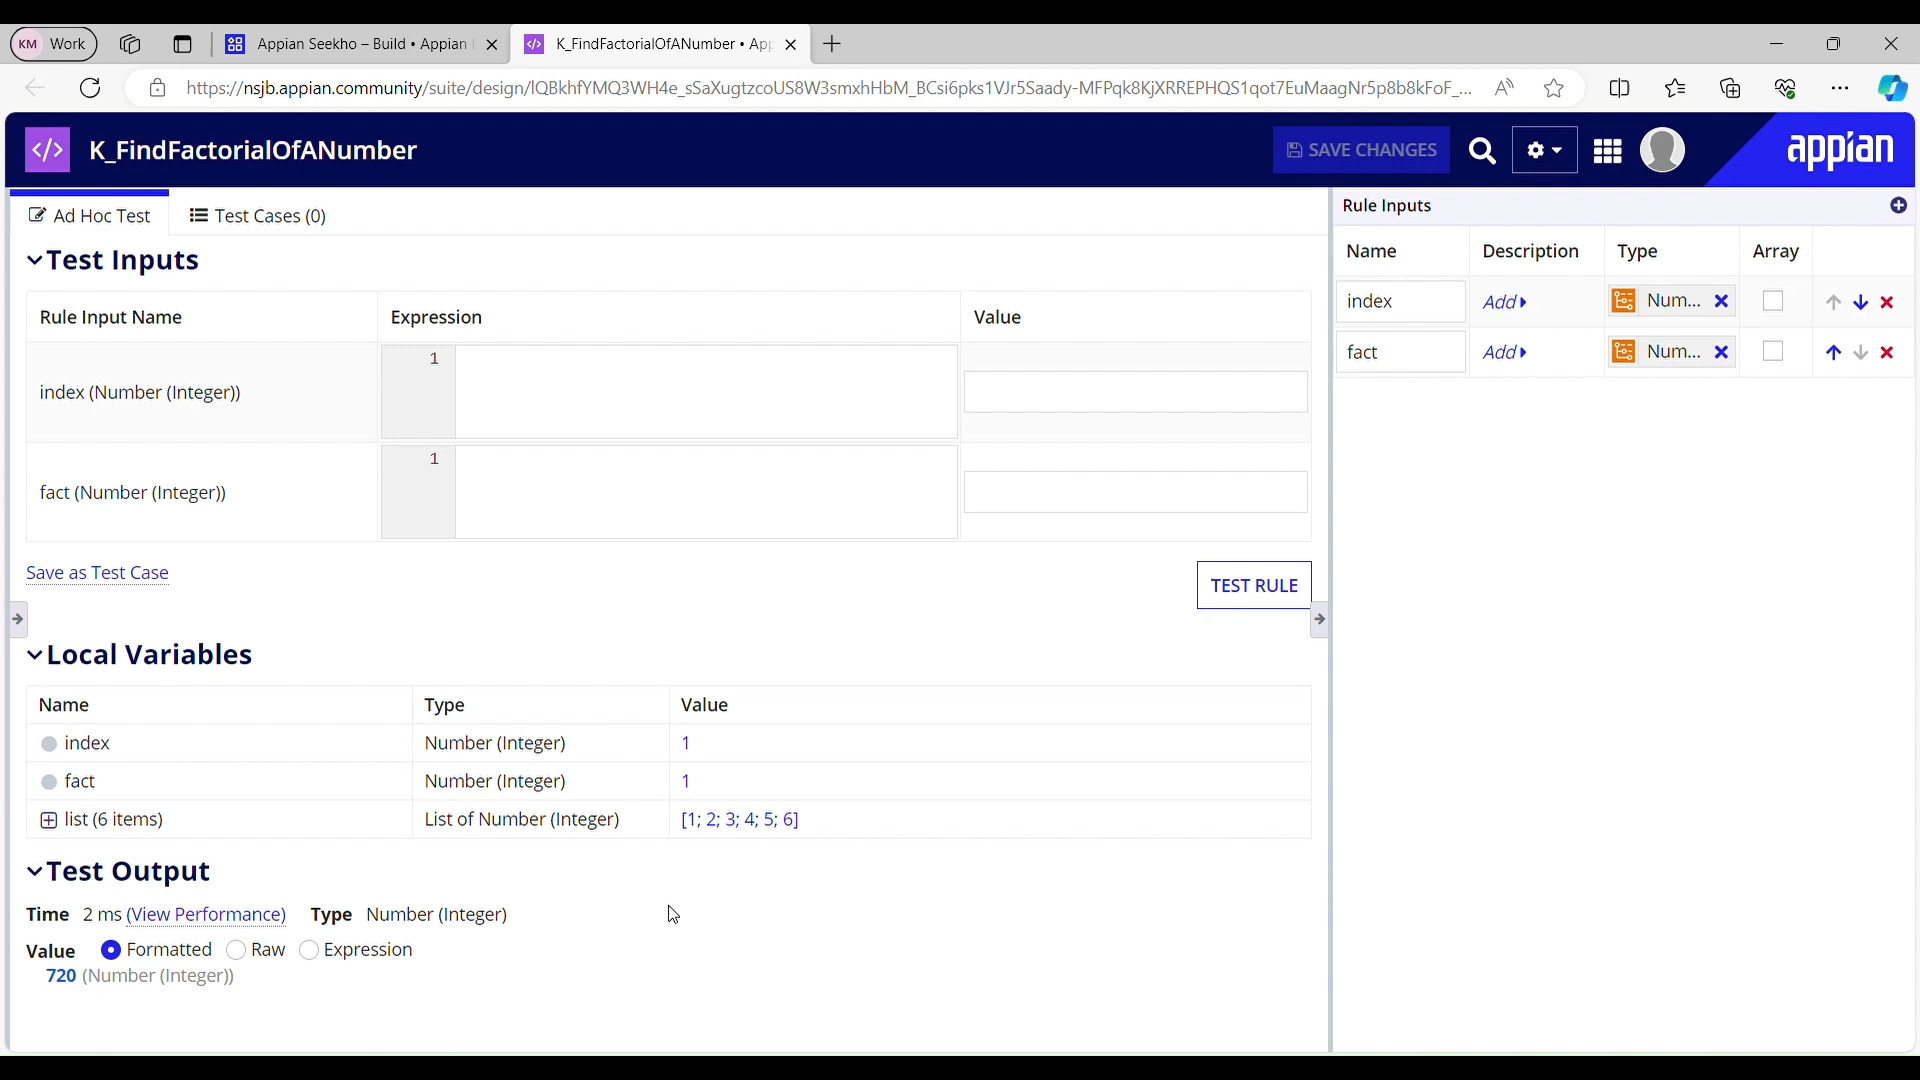 KM Work
Appian Seekho – Build • Appian
K_FindFactorialOfANumber • App
https://nsjb.appian.community/suite/design/lQBkhfYMQ3WH4e_sSaXugtzcoUS8W3smxhHbM_BCsi6pks1VJr5Saady-MFPqk8KjXRREPHQS1qot7EuMaagNr5p8b8kFoF_...
K_FindFactorialOfANumber
SAVE CHANGES
appian
Ad Hoc Test
Test Cases (0)
Test Inputs
Rule Input Name Expression Value
index (Number (Integer)) 1
fact (Number (Integer)) 1
Save as Test Case
TEST RULE
Local Variables
Name Type Value
index Number (Integer) 1
fact Number (Integer) 1
list (6 items) List of Number (Integer) [1; 2; 3; 4; 5; 6]
Test Output
Time 2 ms (View Performance) Type Number (Integer)
Value Formatted Raw Expression
720 (Number (Integer))
Rule Inputs
Name Description Type Array
index Add Num...
fact Add Num...